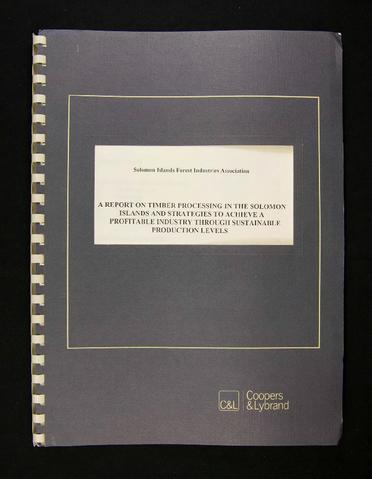 Solomon Islands Forest Industries Association
A REPORT ON TIMBER PROCESSING IN THE SOLOMON
ISLANDS AND STRATEGIES TO ACHIEVE A
PROFITABLE INDUSTRY THROUGH SUSTAINABLE
PRODUCTION LEVELS
C&L
Coopers
&Lybrand